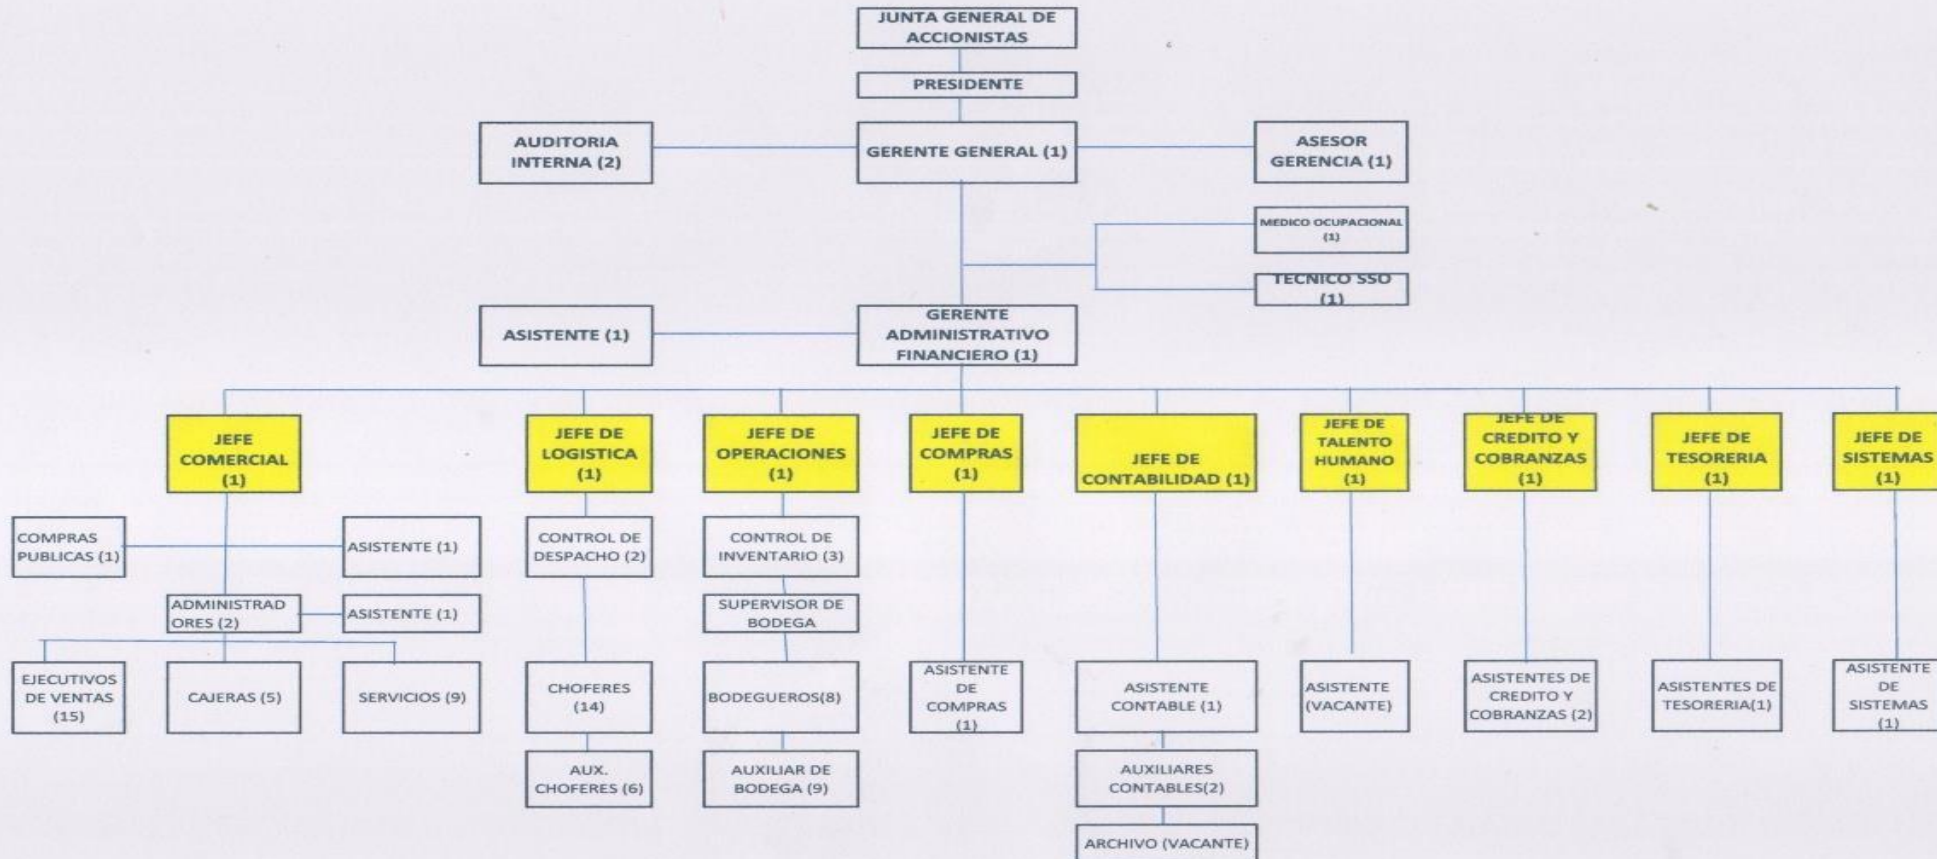 JUNTA GENERAL DE
ACCIONISTAS
PRESIDENTE
AUDITORIA
INTERNA (2)
GERENTE GENERAL (1)
ASESOR
GERENCIA (1)
MEDICO OCUPACIONAL
(1)
TECNICO SSO
(1)
ASISTENTE (1)
GERENTE
ADMINISTRATIVO
FINANCIERO (1)
JEFE
COMERCIAL
(1)
JEFE DE
LOGISTICA
(1)
JEFE DE
OPERACIONES
(1)
JEFE DE
COMPRAS
(1)
JEFE DE
CONTABILIDAD (1)
JEFE DE
TALENTO
HUMANO
(1)
JEFE DE
CREDITO Y
COBRANZAS
(1)
JEFE DE
TESORERIA
(1)
JEFE DE
SISTEMAS
(1)
COMPRAS
PUBLICAS (1)
ASISTENTE (1)
CONTROL DE
DESPACHO (2)
CONTROL DE
INVENTARIO (3)
ADMINISTRAD
ORES (2)
ASISTENTE (1)
SUPERVISOR DE
BODEGA
EJECUTIVOS
DE VENTAS
(15)
CAJERAS (5)
SERVICIOS (9)
CHOFERES
(14)
BODEGUEROS(8)
ASISTENTE
DE
COMPRAS
(1)
ASISTENTE
CONTABLE (1)
ASISTENTE
(VACANTE)
ASISTENTES DE
CREDITO Y
COBRANZAS (2)
ASISTENTES DE
TESORERIA(1)
ASISTENTE
DE
SISTEMAS
(1)
AUX.
CHOFERES (6)
AUXILIAR DE
BODEGA (9)
AUXILIARES
CONTABLES(2)
ARCHIVO (VACANTE)